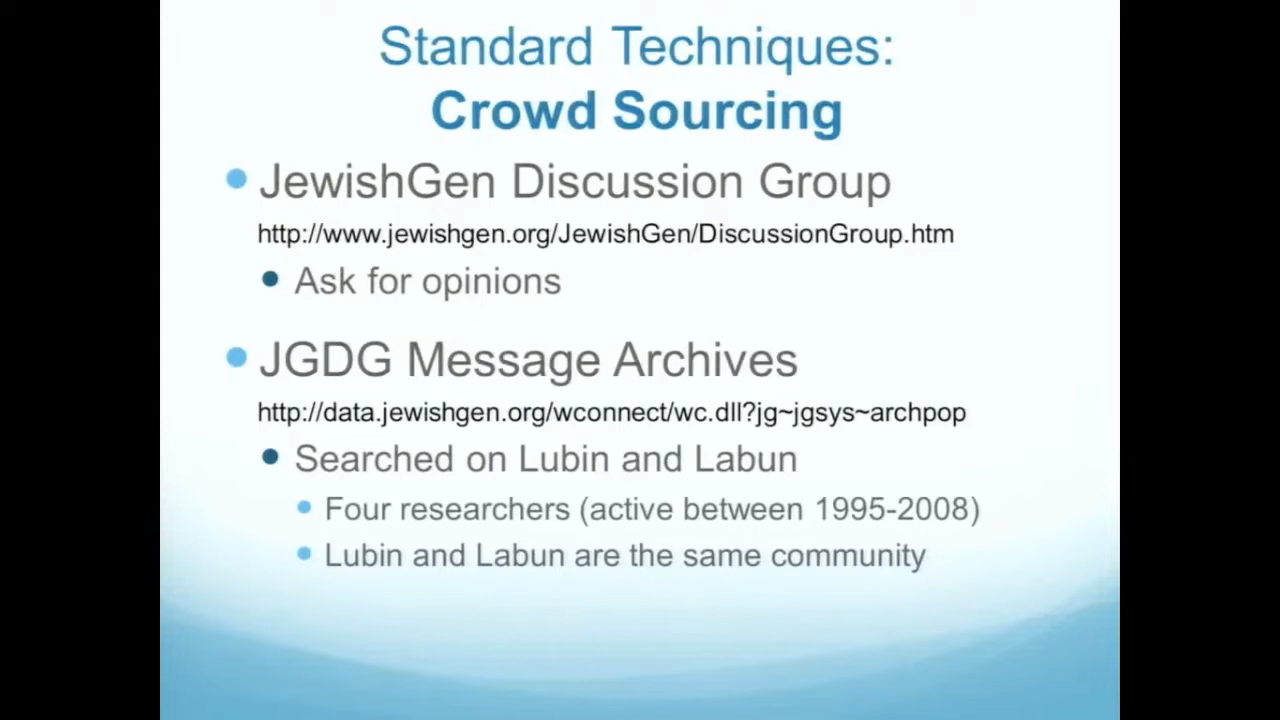 Standard Techniques:
Crowd Sourcing
JewishGen Discussion Group
http://www.jewishgen.org/JewishGen/DiscussionGroup.htm
Ask for opinions
JGDG Message Archives
http://data.jewishgen.org/wconnect/wc.dll?jg~jgsys~archpop
Searched on Lubin and Labun
Four researchers (active between 1995-2008)
Lubin and Labun are the same community